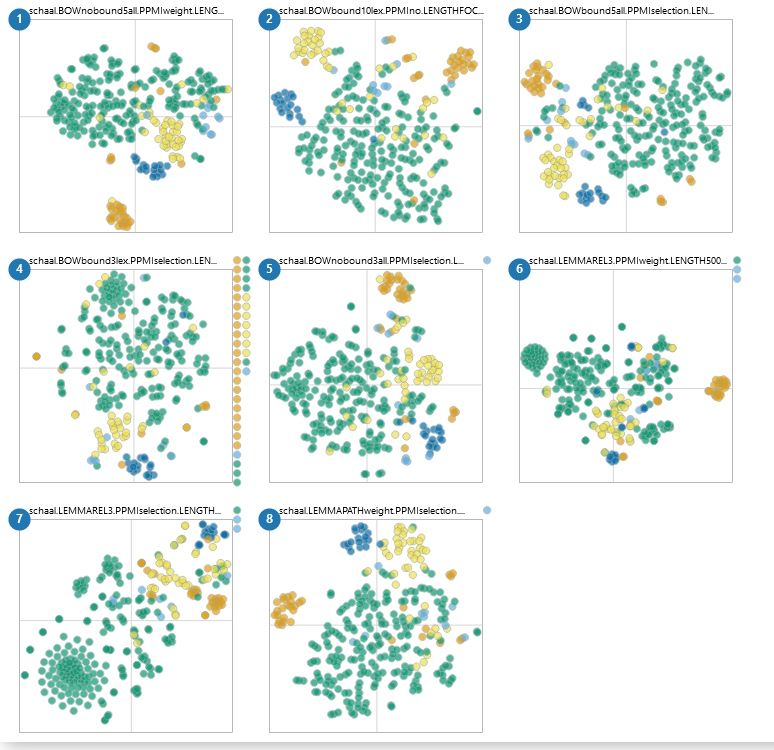 1 schaal.BOWnobound5all.PPMIweight.LENG...
2 schaal.BOWbound10lex.PPMIno.LENGTHFOC...
3 schaal.BOWbound5all.PPMIselection.LEN...
4 schaal.BOWbound3lex.PPMIselection.LEN...
5 schaal.BOWnobound3all.PPMIselection.L...
6 schaal.LEMMAREL3.PPMIweight.LENGTH500...
7 schaal.LEMMAREL3.PPMIselection.LENGTH...
8 schaal.LEMMAPATHweight.PPMIselection....